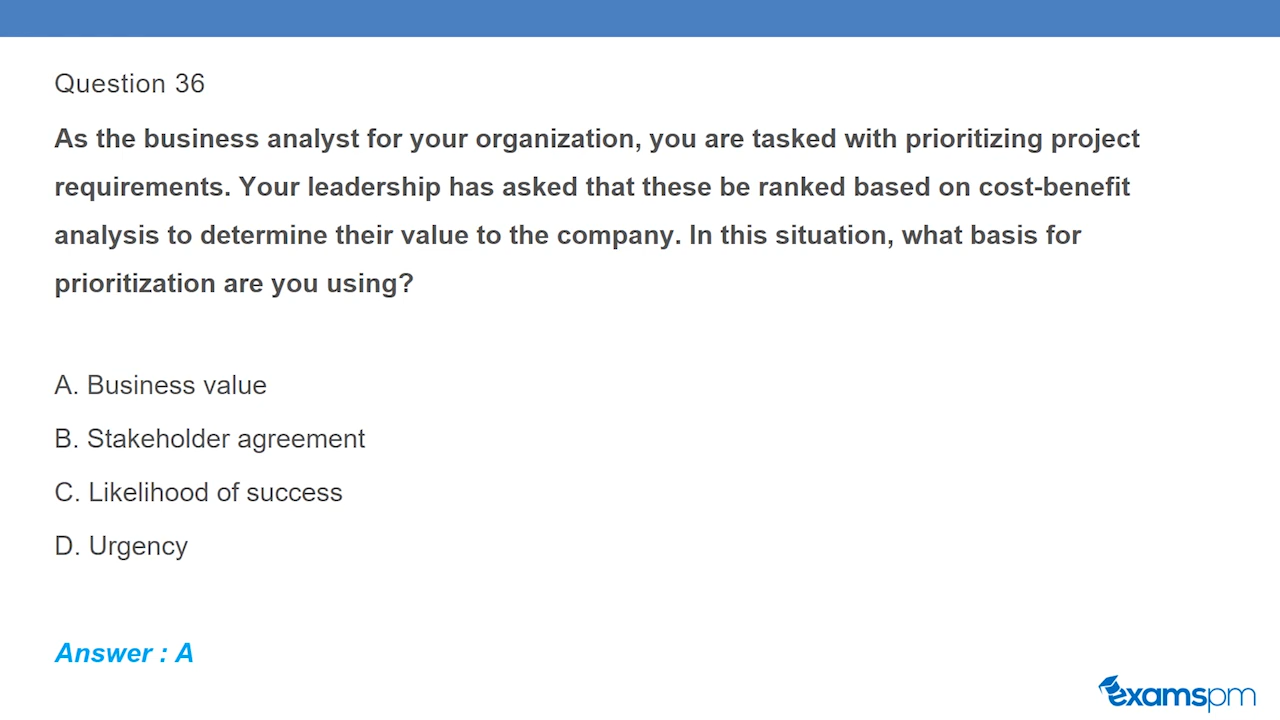 Question 36
As the business analyst for your organization, you are tasked with prioritizing project
requirements. Your leadership has asked that these be ranked based on cost-benefit
analysis to determine their value to the company. In this situation, what basis for
prioritization are you using?
A. Business value
B. Stakeholder agreement
C. Likelihood of success
D. Urgency
Answer : A
examspm